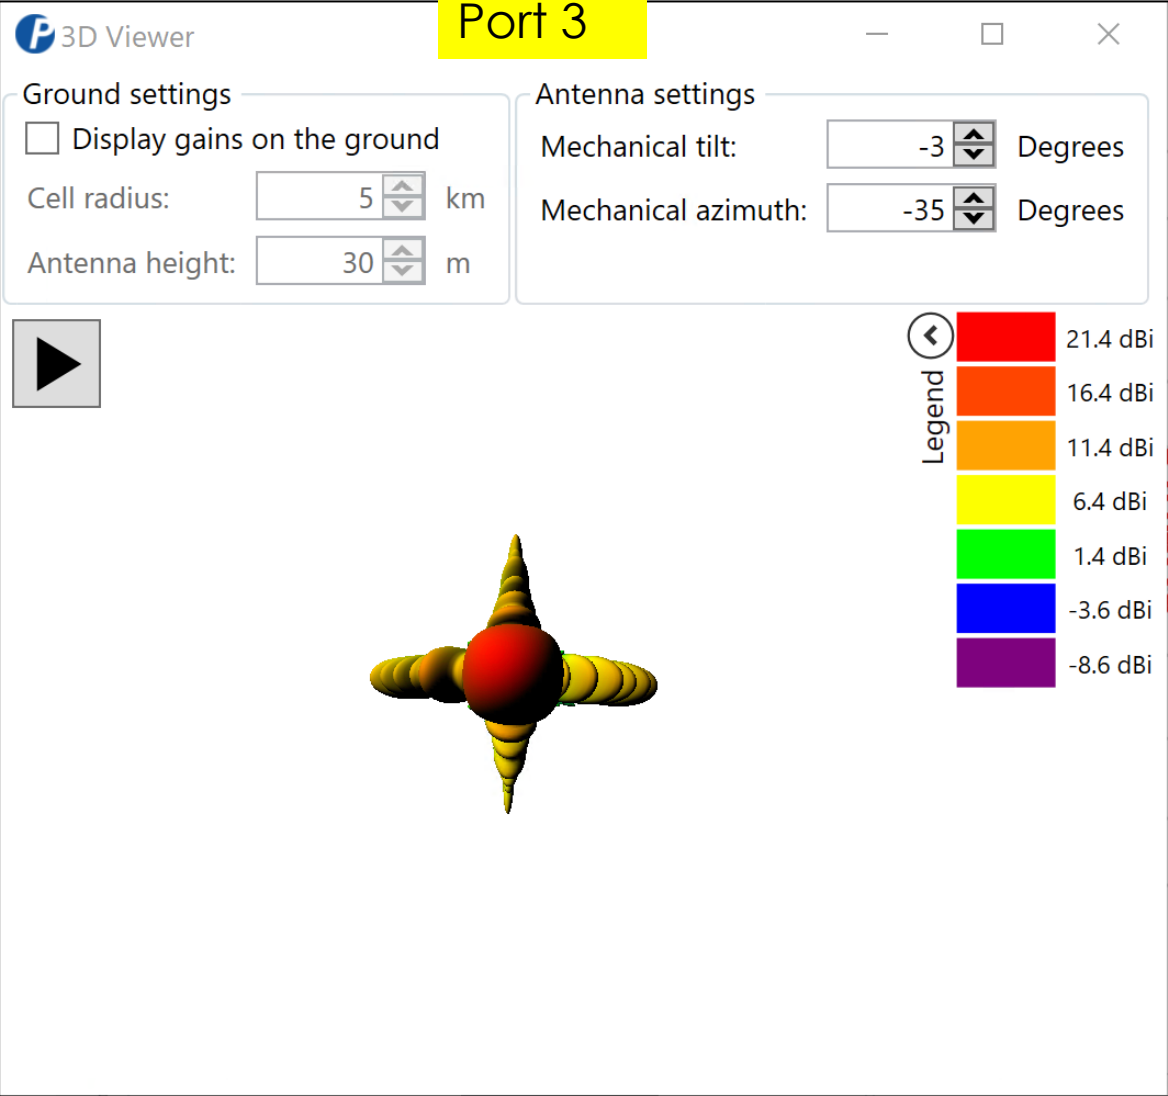 Port 3
3D Viewer
Ground settings
Display gains on the ground
Cell radius: 5 km
Antenna height: 30 m
Antenna settings
Mechanical tilt: -3 Degrees
Mechanical azimuth: -35 Degrees
Legend
21.4 dBi
16.4 dBi
11.4 dBi
6.4 dBi
1.4 dBi
-3.6 dBi
-8.6 dBi